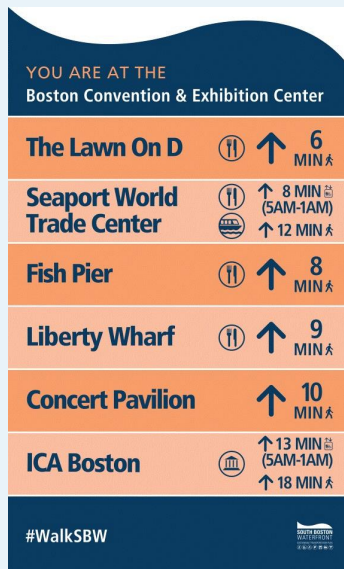 YOU ARE AT THE
Boston Convention & Exhibition Center
The Lawn On D
6
MIN
Seaport World
Trade Center
8 MIN
(5AM-1AM)
12 MIN
Fish Pier
8
MIN
Liberty Wharf
9
MIN
Concert Pavilion
10
MIN
ICA Boston
13 MIN
(5AM-1AM)
18 MIN
#WalkSBW
SOUTH BOSTON
WATERFRONT